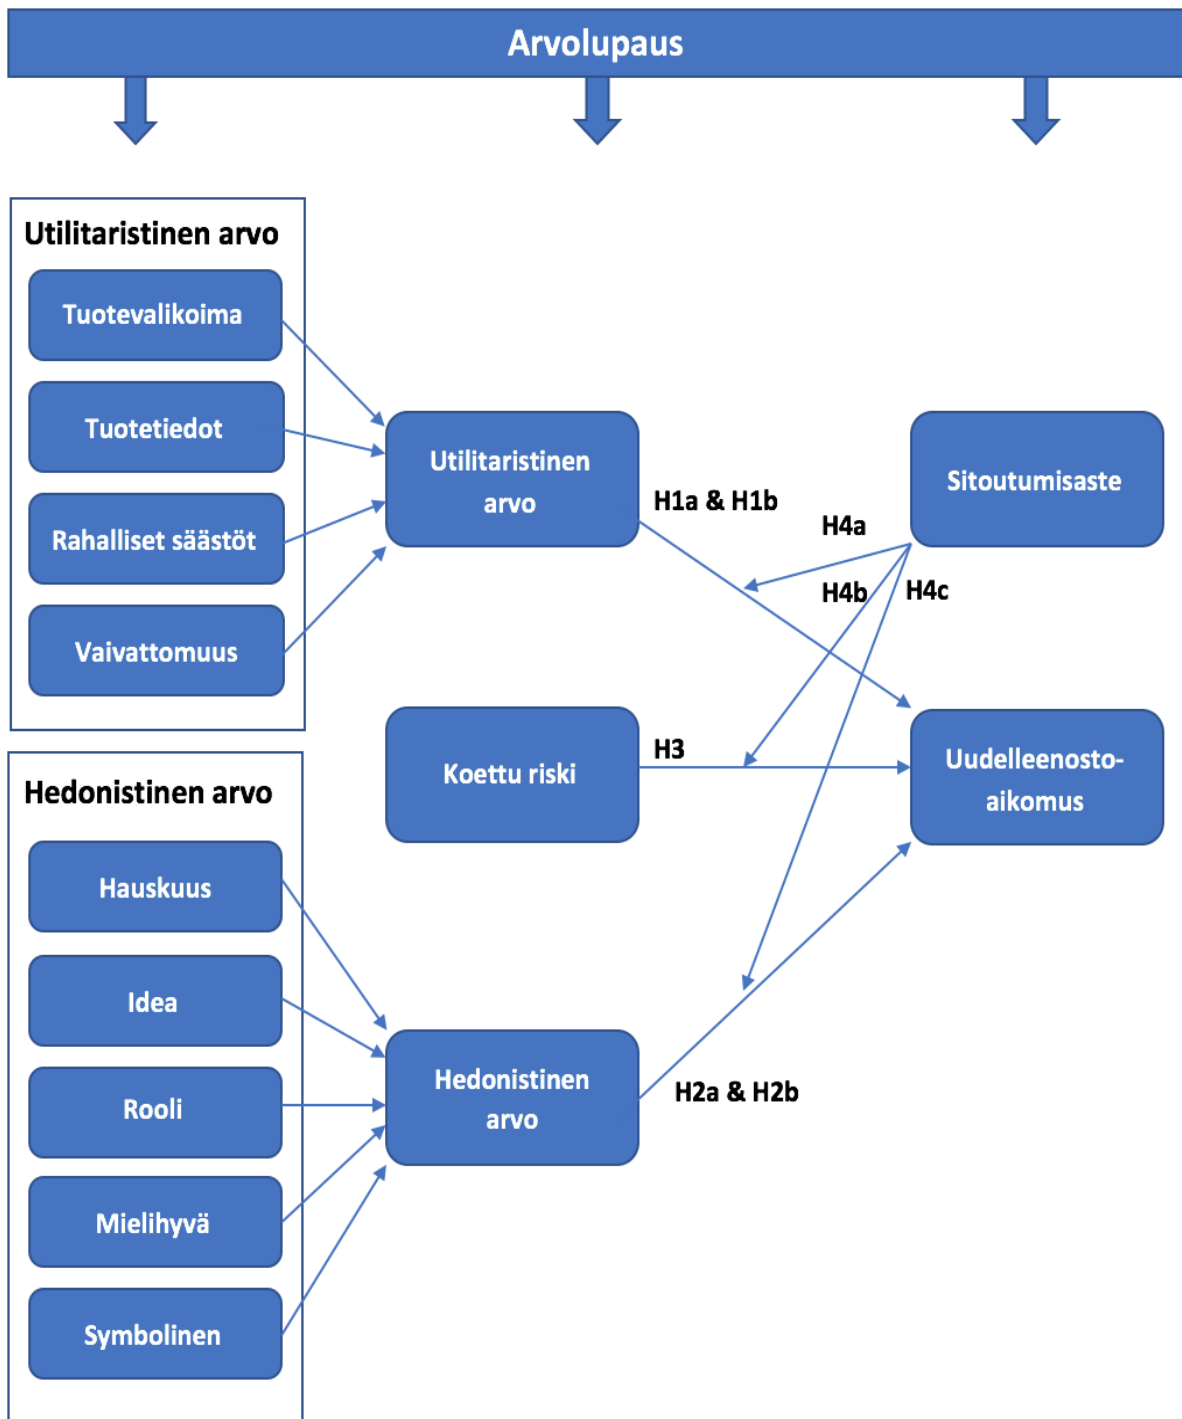 Arvolupaus
Utilitaristinen arvo
Tuotevalikoima
Tuotetiedot
Rahalliset säästöt
Vaivattomuus
Utilitaristinen
arvo
H1a & H1b
Sitoutumisaste
H4a
H4b
H4c
Koettu riski
H3
Uudelleenosto-
aikomus
Hedonistinen arvo
Hauskuus
Idea
Rooli
Mielihyvä
Symbolinen
Hedonistinen
arvo
H2a & H2b